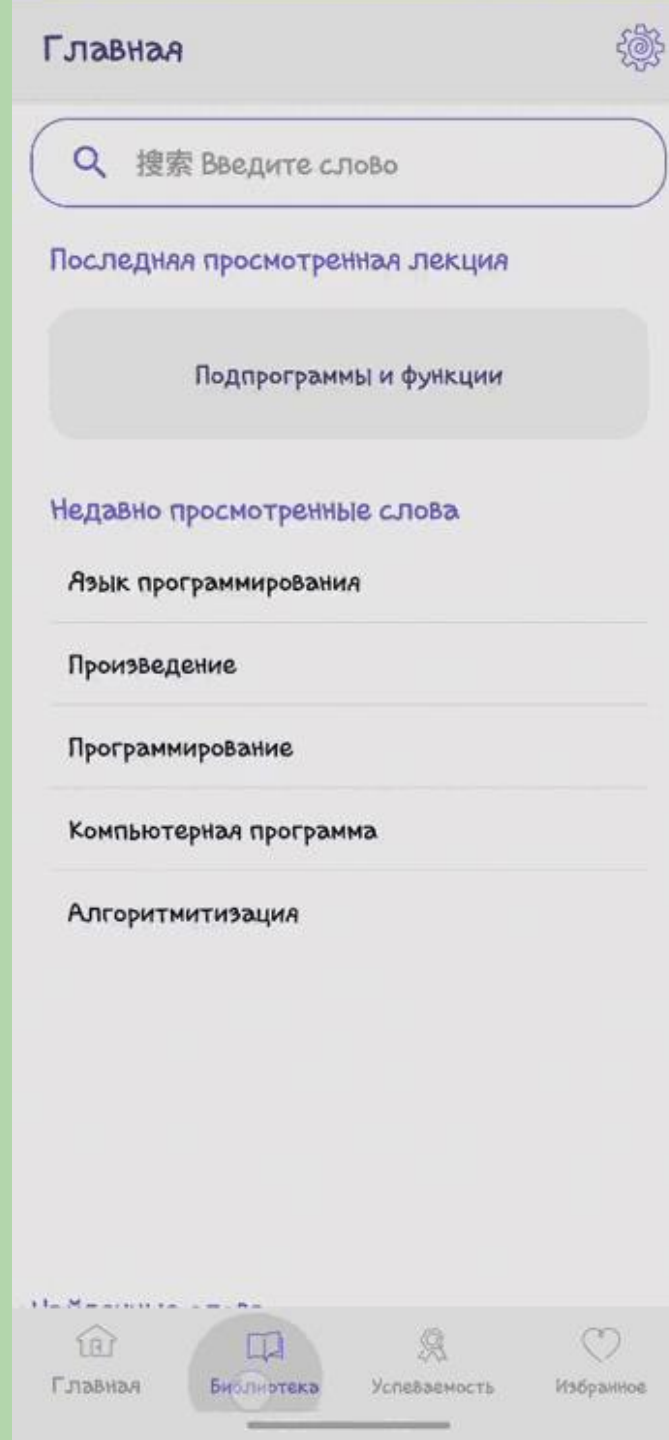 Главная
搜索 Введите слово
Последняя просмотренная лекция
Подпрограммы и функции
Недавно просмотренные слова
Язык программирования
Произведение
Программирование
Компьютерная программа
Алгоритмитизация
Главная
Библиотека
Успеваемость
Избранное